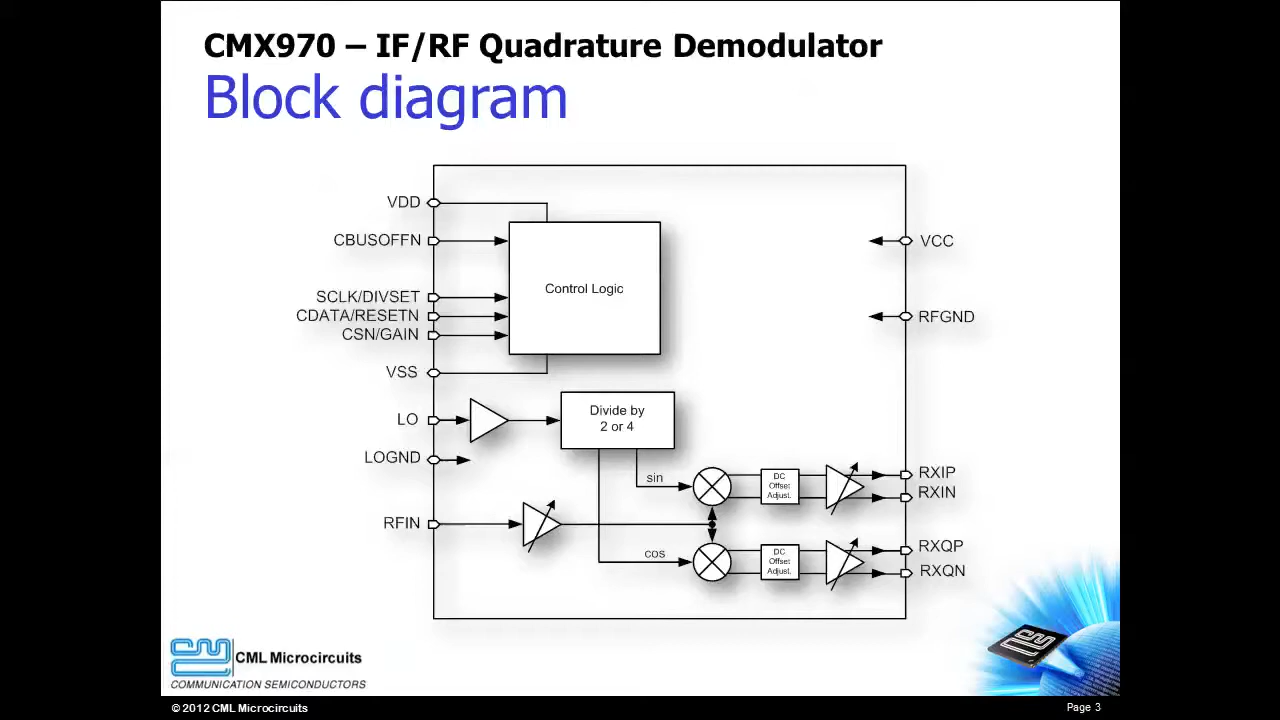 CMX970 – IF/RF Quadrature Demodulator
Block diagram
VDD
CBUSOFFN
SCLK/DIVSET
CDATA/RESETN
CSN/GAIN
VSS
Control Logic
VCC
RFGND
LO
LOGND
Divide by
2 or 4
sin
cos
RFIN
DC
Offset
Adjust.
RXIP
RXIN
DC
Offset
Adjust.
RXQP
RXQN
CML Microcircuits
COMMUNICATION SEMICONDUCTORS
© 2012 CML Microcircuits
Page 3